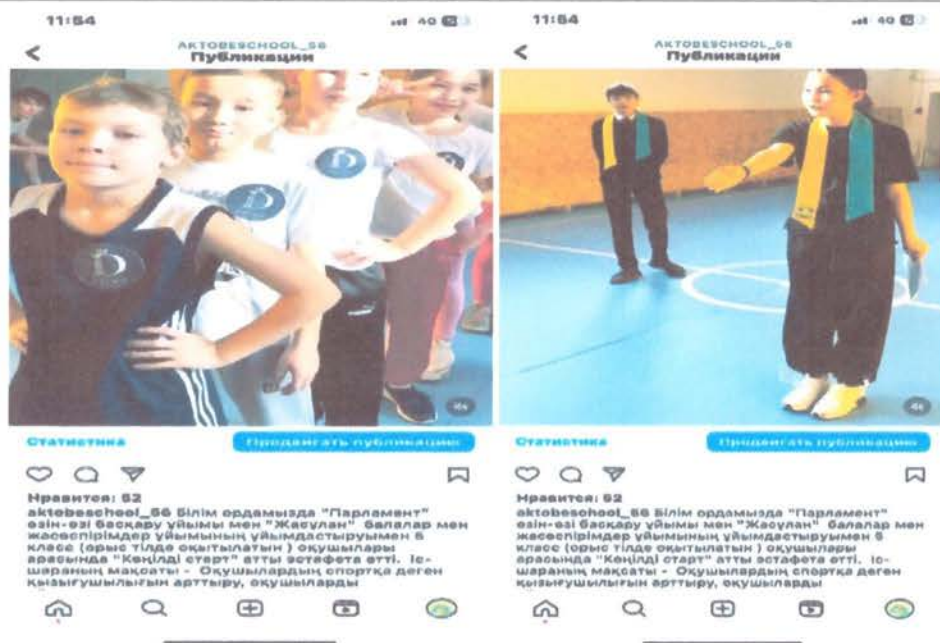 11:54
4G
AKTOBESCHOOL_56
Публикации
Статистика
Продвигать публикацию
Нравится: 52
aktobeschool_56 Білім ордамызда "Парламент"
өзін-өзі басқару ұйымы мен "Жасұлан" балалар мен
жасөспірімдер ұйымының ұйымдастыруымен 5
класс (орыс тілде оқытылатын ) оқушылары
арасында "Көңілді старт" атты эстафета өтті. Іс-
шараның мақсаты - Оқушылардың спортқа деген
қызығушылығын арттыру, оқушыларды
11:54
4G
AKTOBESCHOOL_56
Публикации
Статистика
Продвигать публикацию
Нравится: 52
aktobeschool_56 Білім ордамызда "Парламент"
өзін-өзі басқару ұйымы мен "Жасұлан" балалар мен
жасөспірімдер ұйымының ұйымдастыруымен 5
класс (орыс тілде оқытылатын ) оқушылары
арасында "Көңілді старт" атты эстафета өтті. Іс-
шараның мақсаты - Оқушылардың спортқа деген
қызығушылығын арттыру, оқушыларды